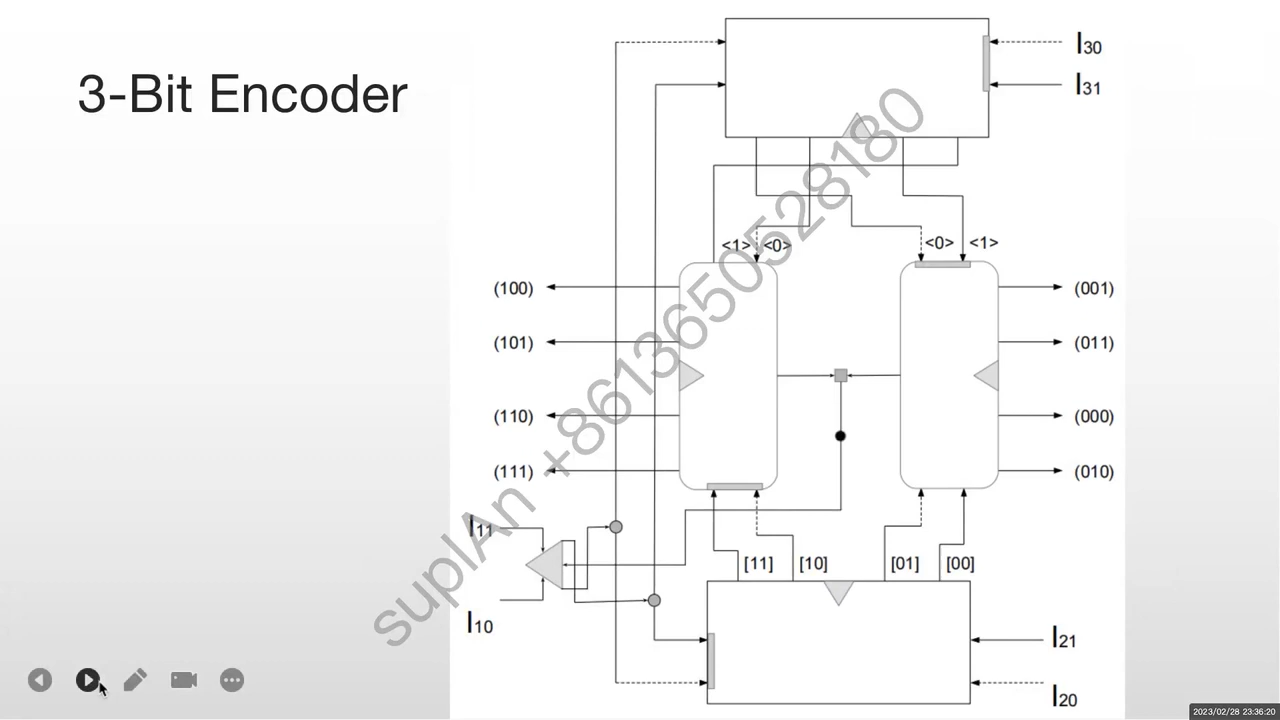 3-Bit Encoder
I30
I31
<1> <0>
<0> <1>
(100)
(001)
(101)
(011)
(110)
(000)
(111)
(010)
I11
[11] [10] [01] [00]
I10
I21
I20
suplAn +8613650528180
2023/02/28 23:36:20